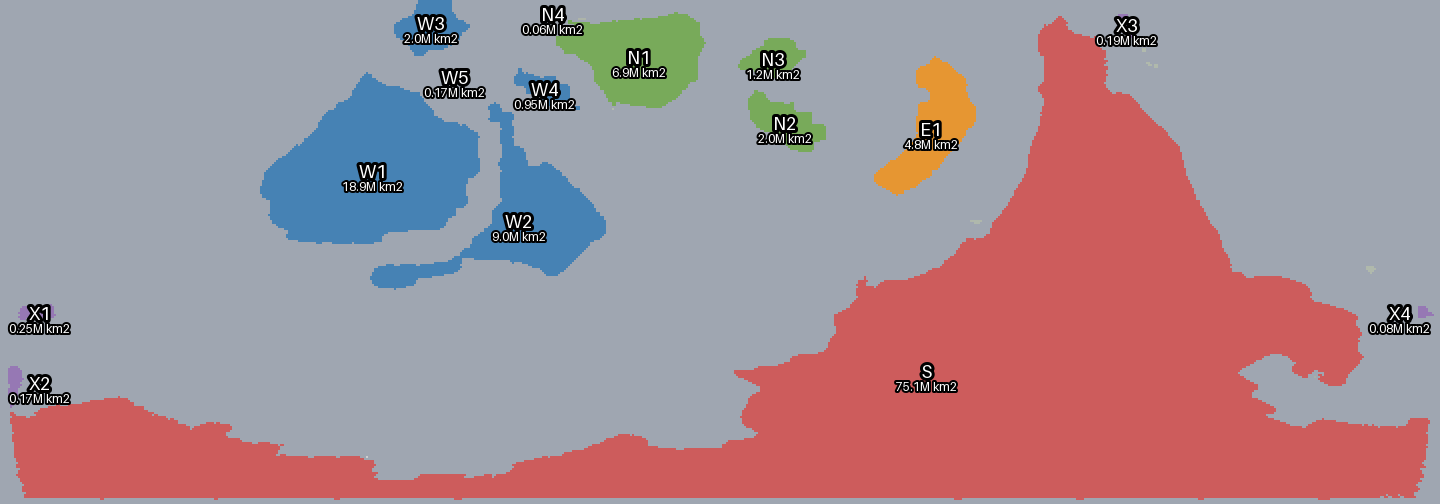 W3
2.0M km2
N4
0.06M km2
N1
6.9M km2
X3
0.19M km2
W5
0.17M km2
W4
0.95M km2
N3
1.2M km2
N2
2.0M km2
E1
4.8M km2
W1
18.9M km2
W2
9.0M km2
X1
0.25M km2
X4
0.08M km2
X2
0.17M km2
S
75.1M km2